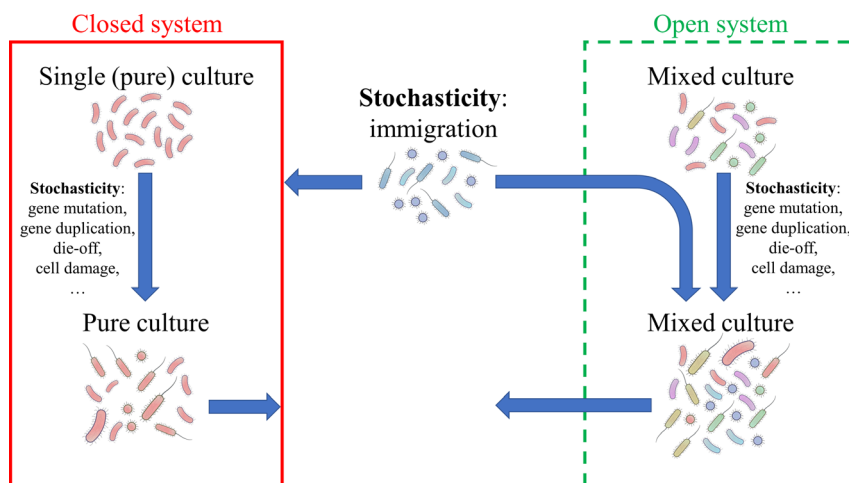 Closed system
Open system
Single (pure) culture
Stochasticity:
immigration
Mixed culture
Stochasticity:
gene mutation,
gene duplication,
die-off,
cell damage,
…
Stochasticity:
gene mutation,
gene duplication,
die-off,
cell damage,
…
Pure culture
Mixed culture